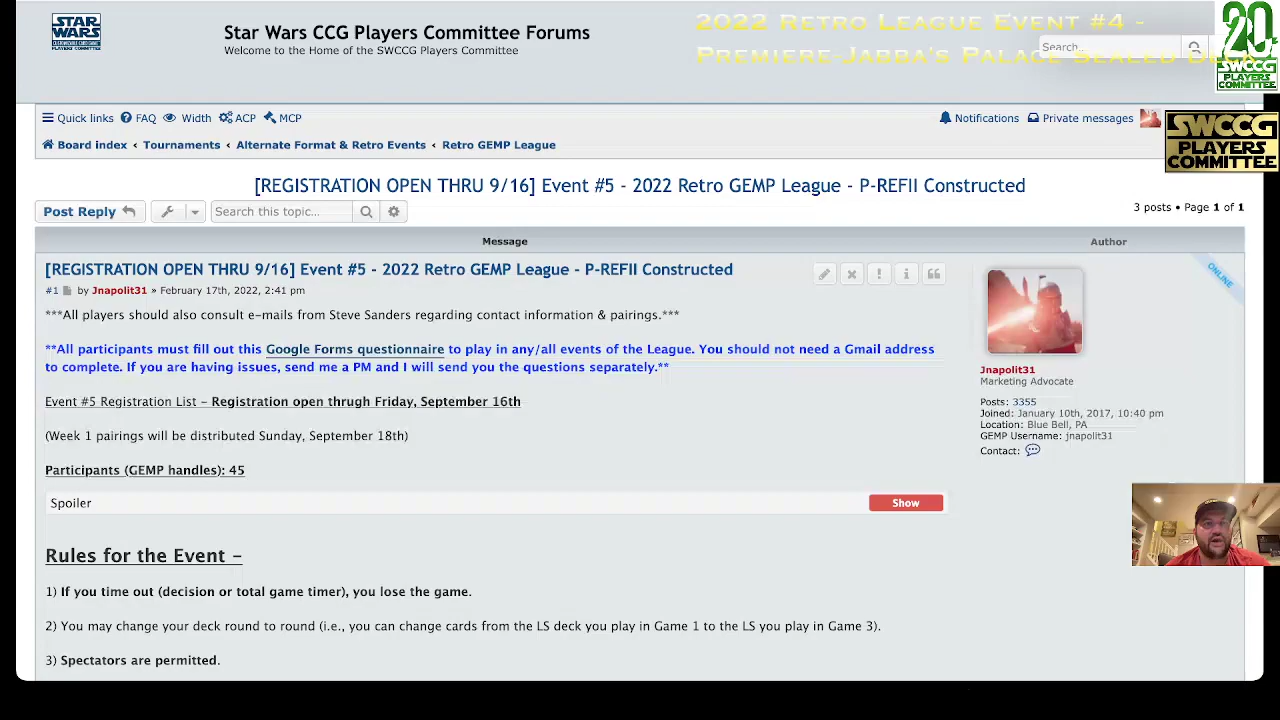 STAR WARS
PLAYERS COMMITTEE
Star Wars CCG Players Committee Forums
Welcome to the Home of the SWCCG Players Committee
2022 Retro League Event #4 -
Premiere-Jabba's Palace Sealed
Search...
20
SWCCG
PLAYERS
COMMITTEE
Quick links FAQ Width ACP MCP
Notifications Private messages
SWCCG
PLAYERS
COMMITTEE
Board index ‹ Tournaments ‹ Alternate Format & Retro Events ‹ Retro GEMP League
[REGISTRATION OPEN THRU 9/16] Event #5 - 2022 Retro GEMP League - P-REFII Constructed
Post Reply Search this topic... 3 posts • Page 1 of 1
Message Author
[REGISTRATION OPEN THRU 9/16] Event #5 - 2022 Retro GEMP League - P-REFII Constructed
#1 by Jnapolit31 » February 17th, 2022, 2:41 pm
ONLINE
***All players should also consult e-mails from Steve Sanders regarding contact information & pairings.***
**All participants must fill out this Google Forms questionnaire to play in any/all events of the League. You should not need a Gmail address
to complete. If you are having issues, send me a PM and I will send you the questions separately.**
Jnapolit31
Marketing Advocate
Posts: 3355
Joined: January 10th, 2017, 10:40 pm
Location: Blue Bell, PA
GEMP Username: jnapolit31
Contact:
Event #5 Registration List – Registration open thrugh Friday, September 16th
(Week 1 pairings will be distributed Sunday, September 18th)
Participants (GEMP handles): 45
Spoiler Show
Rules for the Event –
1) If you time out (decision or total game timer), you lose the game.
2) You may change your deck round to round (i.e., you can change cards from the LS deck you play in Game 1 to the LS you play in Game 3).
3) Spectators are permitted.